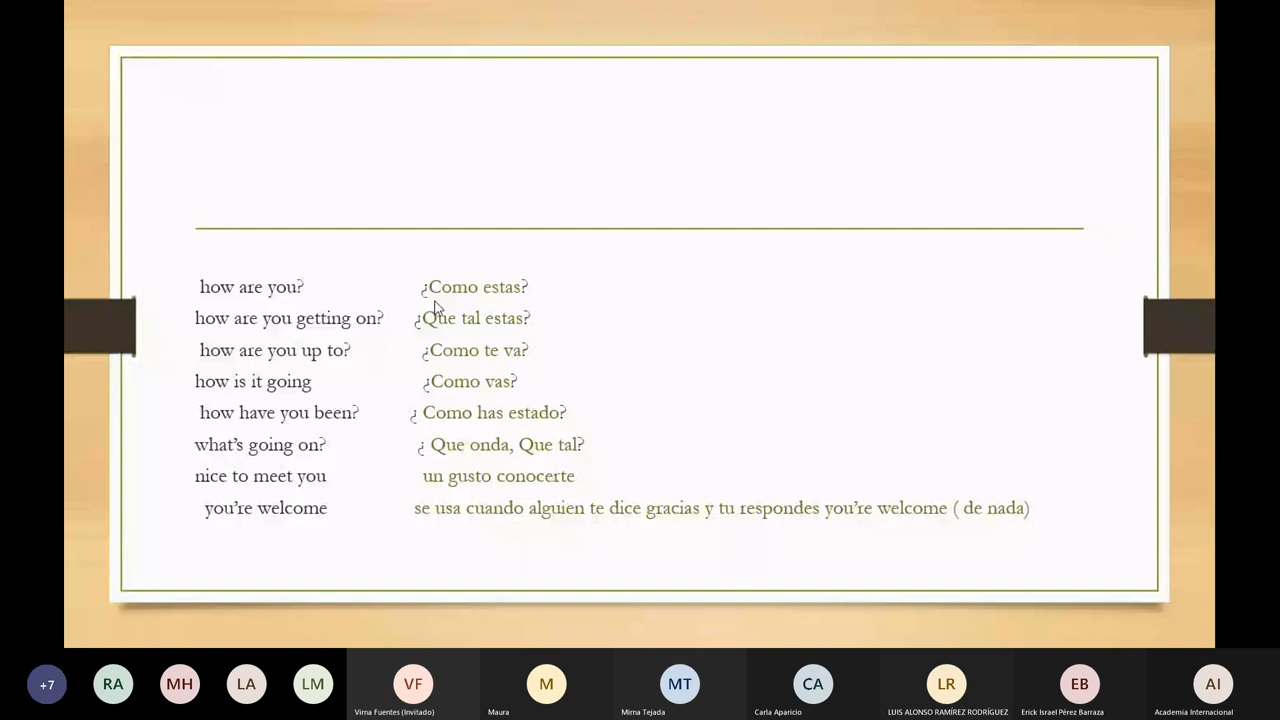 how are you? ¿Como estas?
how are you getting on? ¿Que tal estas?
how are you up to? ¿Como te va?
how is it going ¿Como vas?
how have you been? ¿ Como has estado?
what's going on? ¿ Que onda, Que tal?
nice to meet you un gusto conocerte
you're welcome se usa cuando alguien te dice gracias y tu respondes you're welcome ( de nada)
+7 RA MH LA LM VF M MT CA LR EB AI
Virna Fuentes (Invitado) Maura Mirna Tejada Carla Aparicio LUIS ALONSO RAMÍREZ RODRÍGUEZ Erick Israel Pérez Barraza Academia Internacional